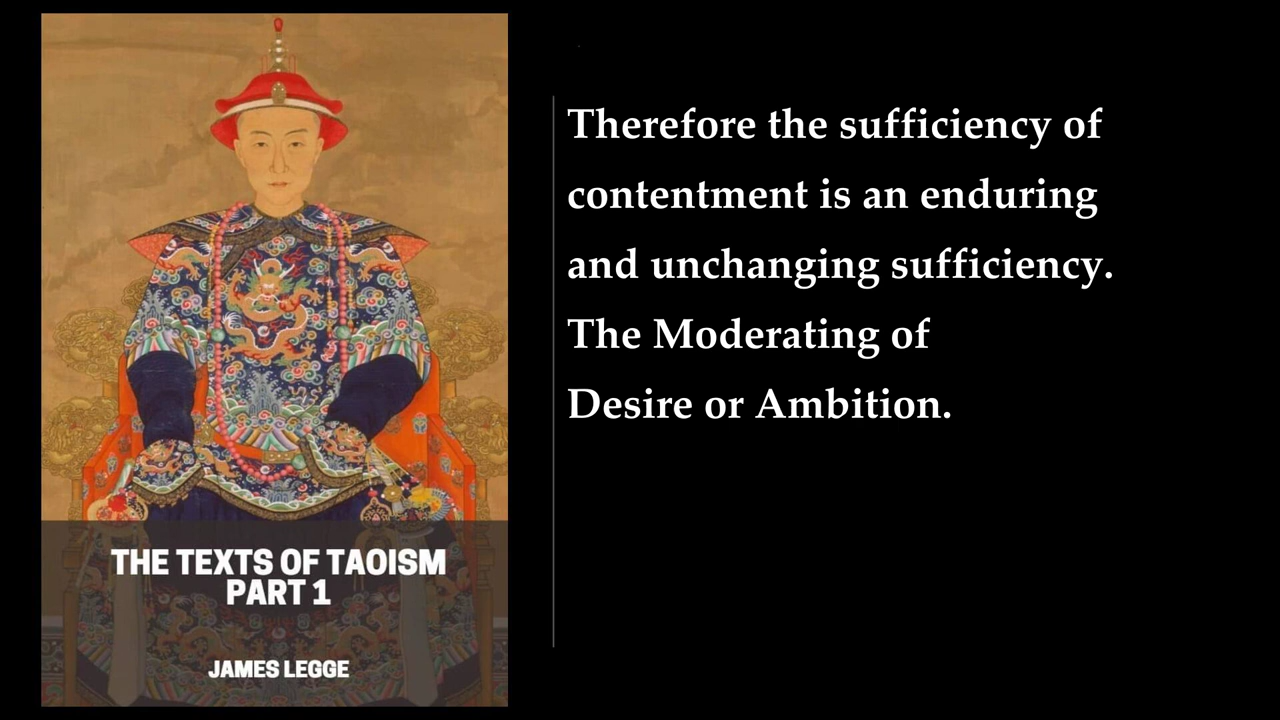 THE TEXTS OF TAOISM
PART 1
JAMES LEGGE
Therefore the sufficiency of
contentment is an enduring
and unchanging sufficiency.
The Moderating of
Desire or Ambition.